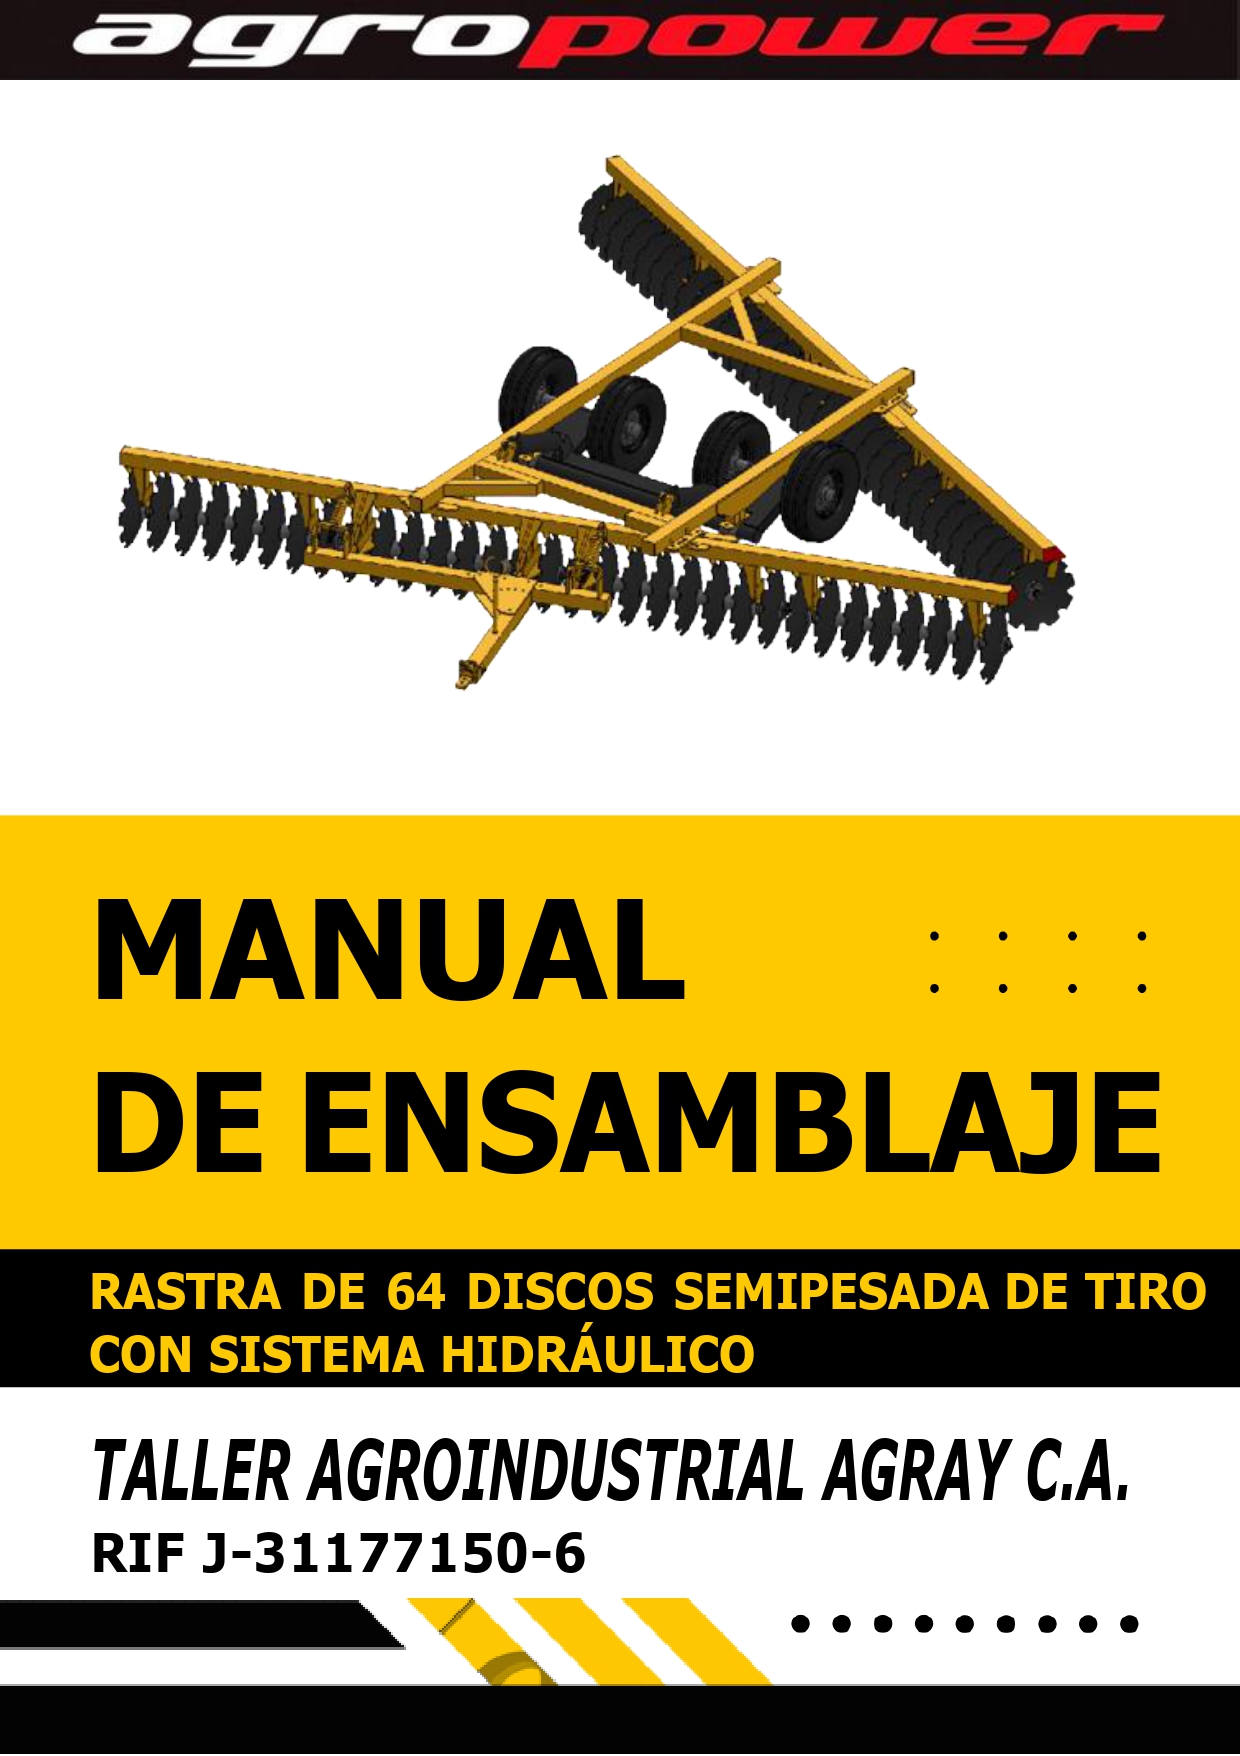 agropower
MANUAL
DE ENSAMBLAJE
RASTRA DE 64 DISCOS SEMIPESADA DE TIRO
CON SISTEMA HIDRÁULICO
TALLER AGROINDUSTRIAL AGRAY C.A.
RIF J-31177150-6